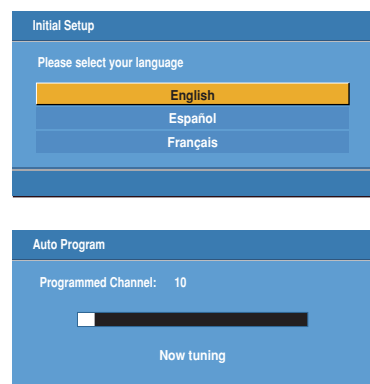 Initial Setup
Please select your language
English
Español
Français
Auto Program
Programmed Channel: 10
Now tuning